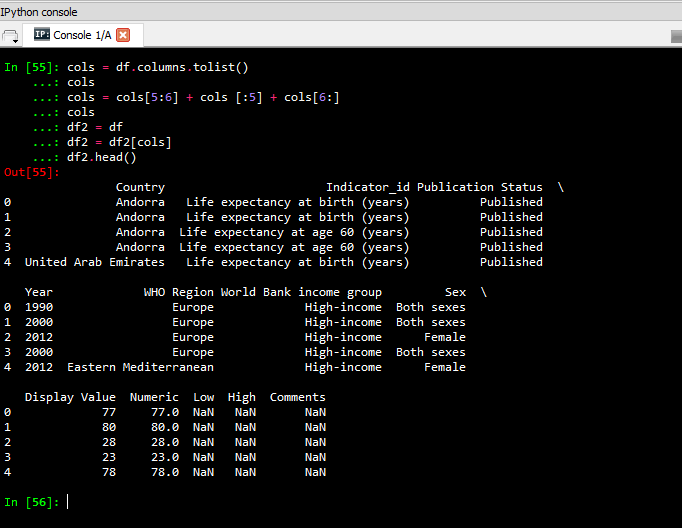 IPython console
IP: Console 1/A
In [55]: cols = df.columns.tolist()
    ...: cols
    ...: cols = cols[5:6] + cols [:5] + cols[6:]
    ...: cols
    ...: df2 = df
    ...: df2 = df2[cols]
    ...: df2.head()
Out[55]:
                Country                       Indicator_id Publication Status  \
0               Andorra   Life expectancy at birth (years)          Published
1               Andorra   Life expectancy at birth (years)          Published
2               Andorra  Life expectancy at age 60 (years)          Published
3               Andorra  Life expectancy at age 60 (years)          Published
4  United Arab Emirates   Life expectancy at birth (years)          Published
   Year             WHO Region World Bank income group         Sex  \
0  1990                 Europe             High-income  Both sexes
1  2000                 Europe             High-income  Both sexes
2  2012                 Europe             High-income      Female
3  2000                 Europe             High-income  Both sexes
4  2012  Eastern Mediterranean             High-income      Female
   Display Value  Numeric  Low  High  Comments
0             77     77.0  NaN   NaN       NaN
1             80     80.0  NaN   NaN       NaN
2             28     28.0  NaN   NaN       NaN
3             23     23.0  NaN   NaN       NaN
4             78     78.0  NaN   NaN       NaN
In [56]: